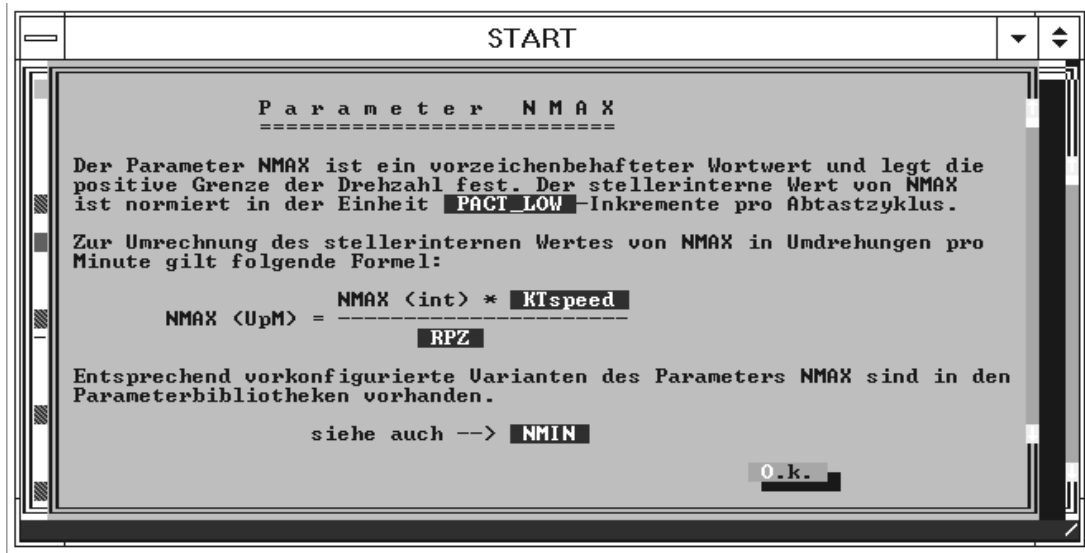 START
P a r a m e t e r   N M A X
===========================
Der Parameter NMAX ist ein vorzeichenbehafteter Wortwert und legt die
positive Grenze der Drehzahl fest. Der stellerinterne Wert von NMAX
ist normiert in der Einheit PACT_LOW -Inkremente pro Abtastzyklus.
Zur Umrechnung des stellerinternen Wertes von NMAX in Umdrehungen pro
Minute gilt folgende Formel:
NMAX (int) * KTspeed
NMAX (UpM) = ----------------------
RPZ
Entsprechend vorkonfigurierte Varianten des Parameters NMAX sind in den
Parameterbibliotheken vorhanden.
siehe auch --> NMIN
O.k.